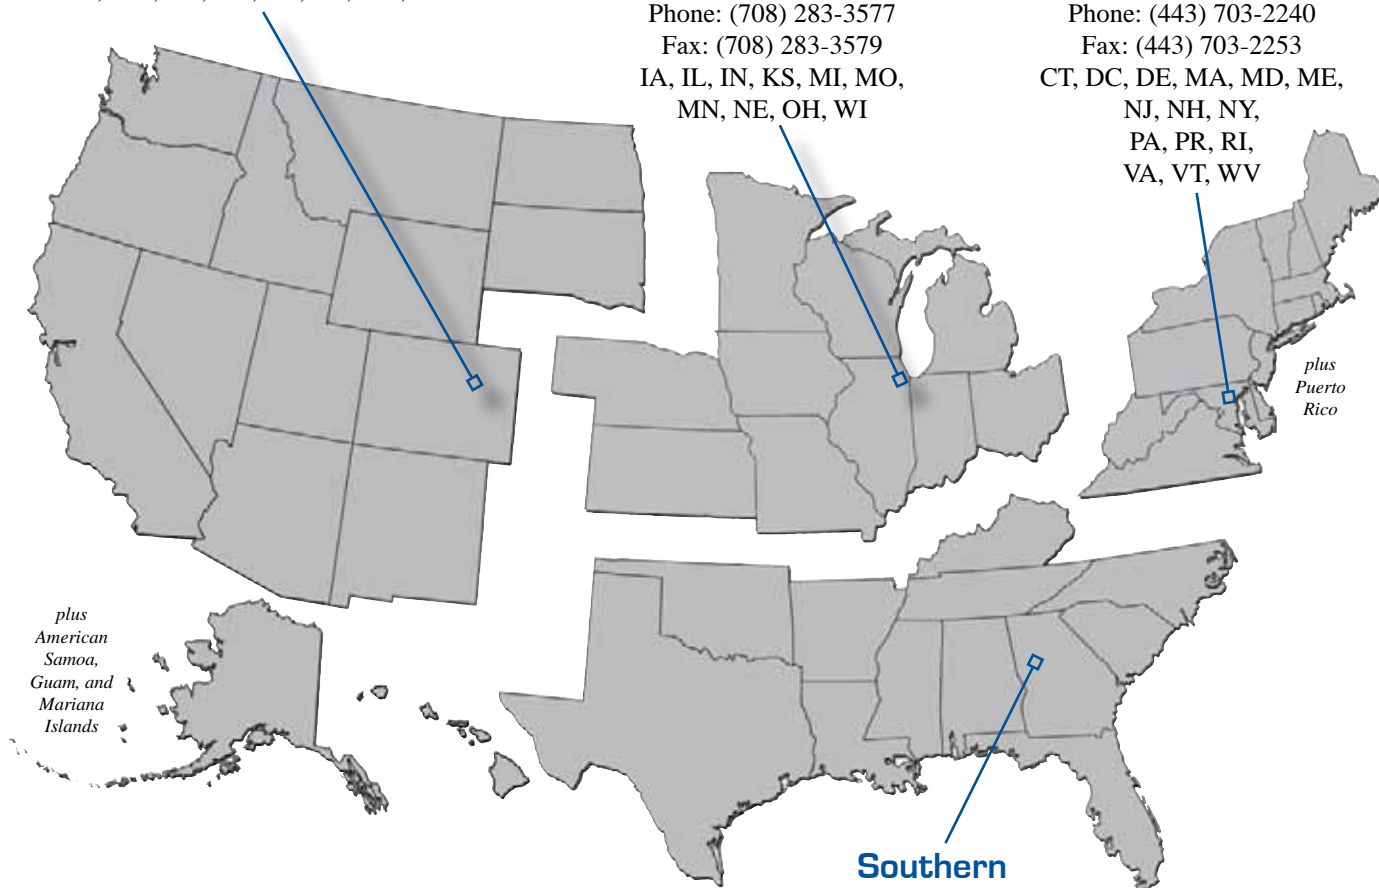 Phone: (708) 283-3577
Fax: (708) 283-3579
IA, IL, IN, KS, MI, MO,
MN, NE, OH, WI
Phone: (443) 703-2240
Fax: (443) 703-2253
CT, DC, DE, MA, MD, ME,
NJ, NH, NY,
PA, PR, RI,
VA, VT, WV
plus
Puerto
Rico
plus
American
Samoa,
Guam, and
Mariana
Islands
Southern